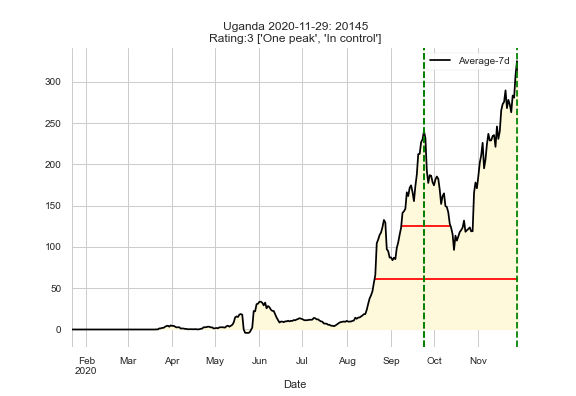 Uganda 2020-11-29: 20145
Rating:3 ['One peak', 'In control']
Average-7d
300
250
200
150
100
50
0
Feb Mar Apr May Jun Jul Aug Sep Oct Nov
2020
Date